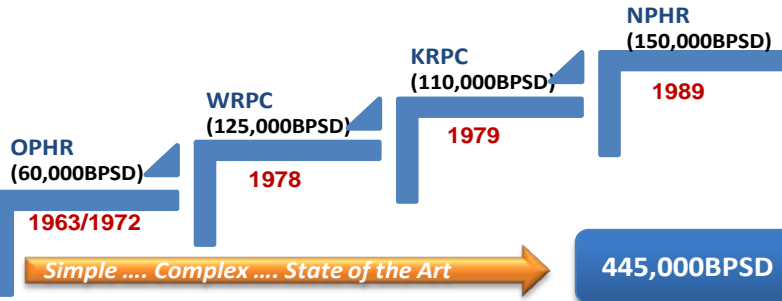 NPHR
(150,000BPSD)
1989
KRPC
(110,000BPSD)
1979
WRPC
(125,000BPSD)
1978
OPHR
(60,000BPSD)
1963/1972
Simple .... Complex .... State of the Art
445,000BPSD